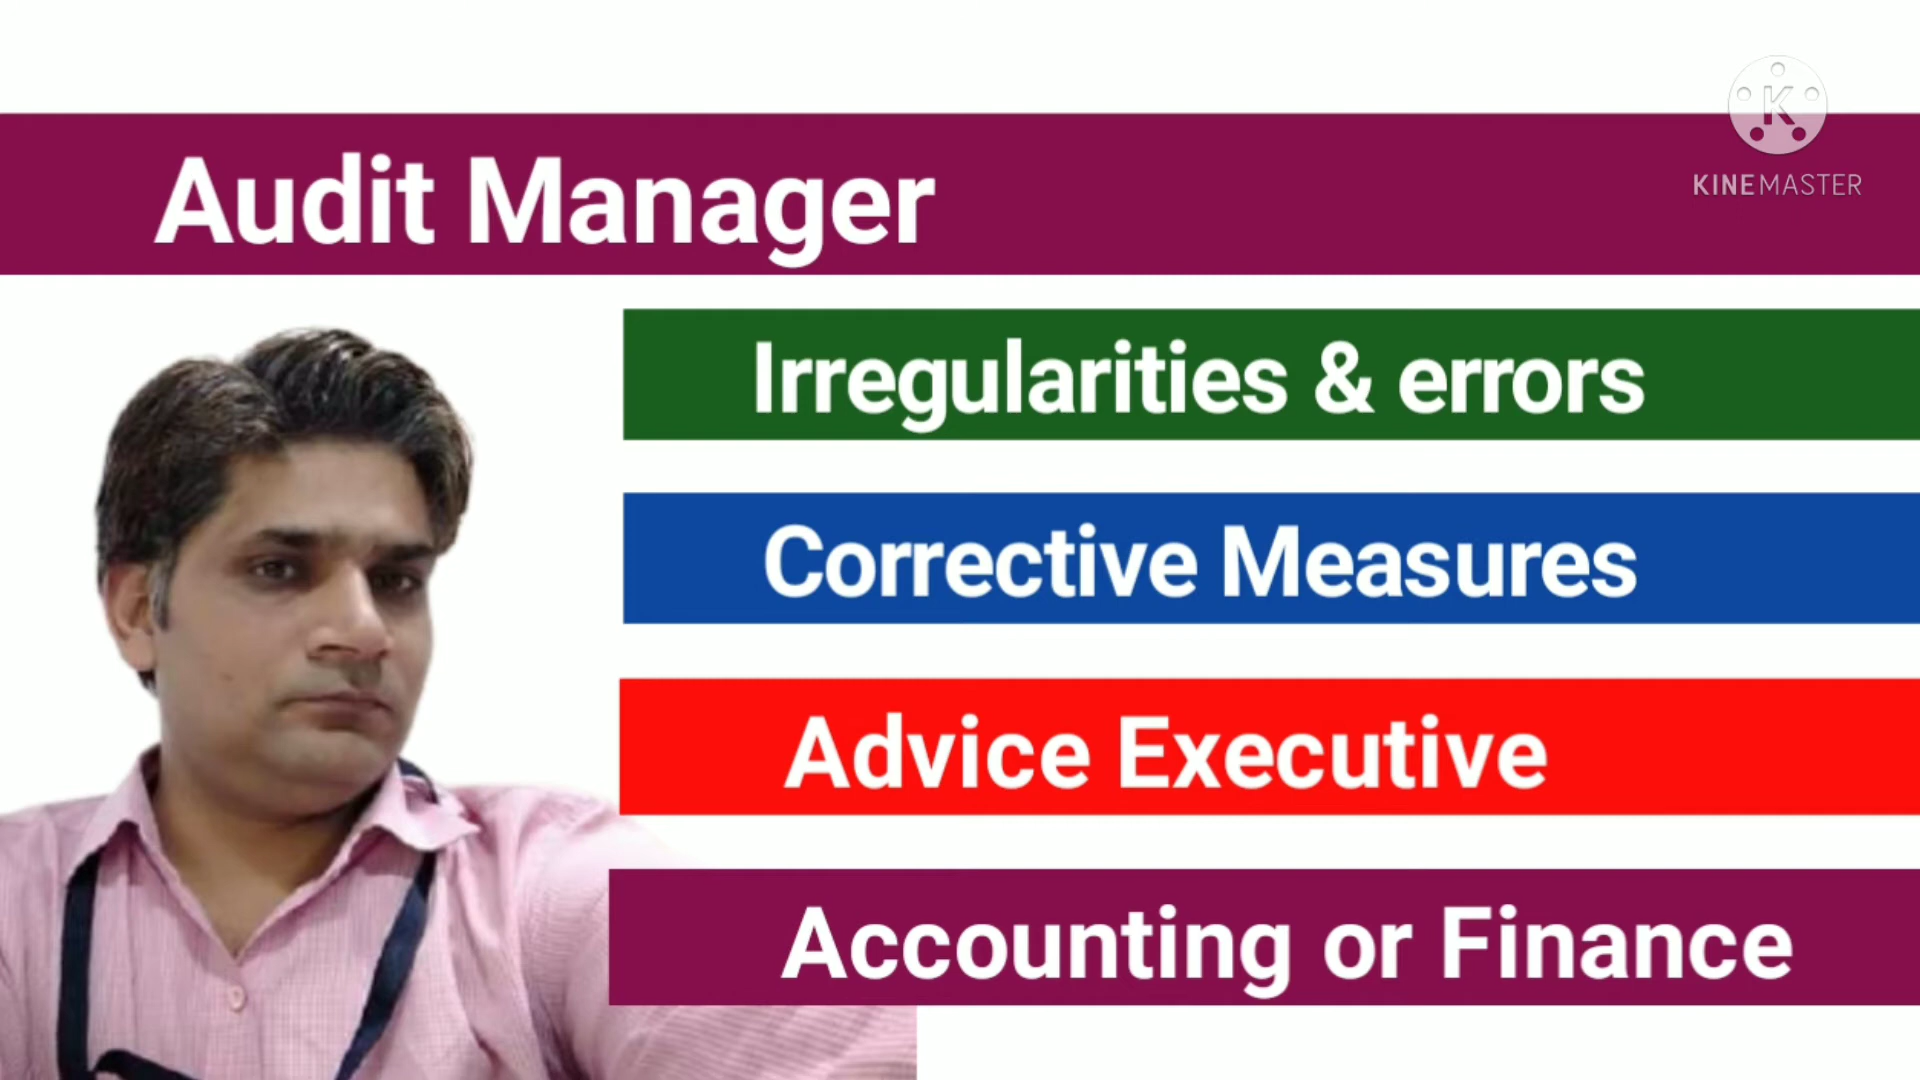 Audit Manager
K
KINEMASTER
Irregularities & errors
Corrective Measures
Advice Executive
Accounting or Finance